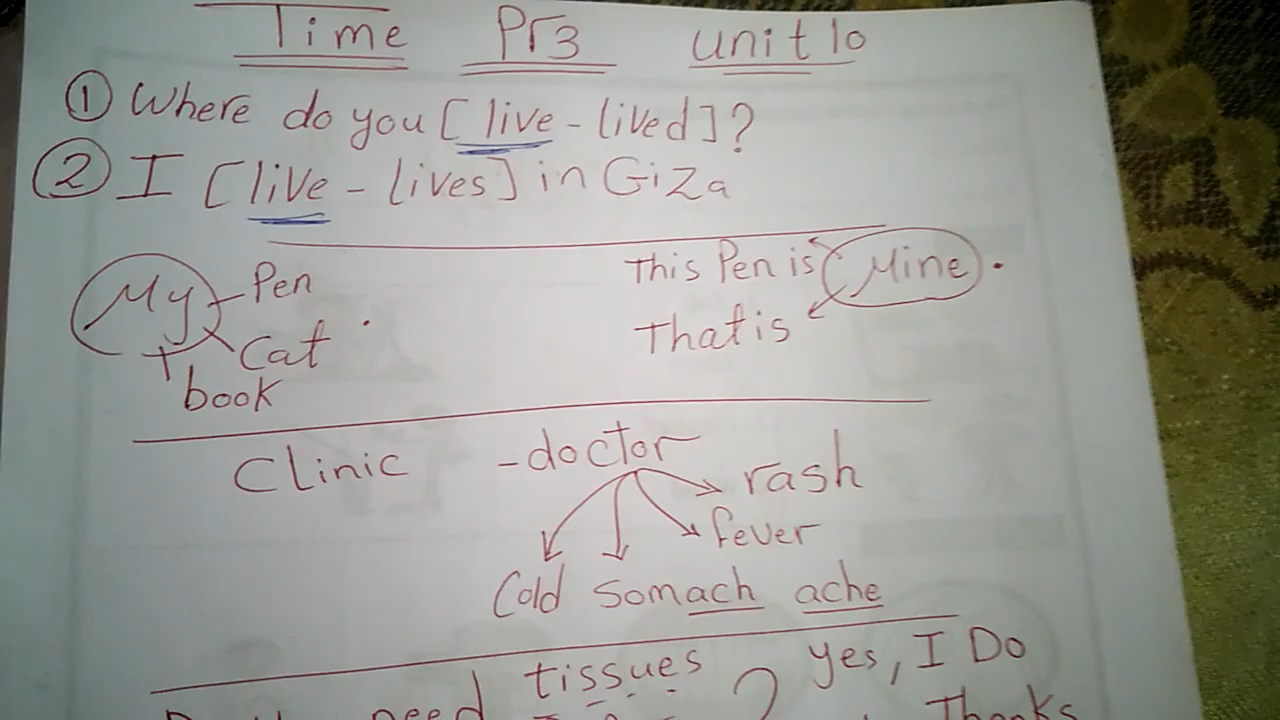 Time Pr3 unit 10
① Where do you [live - lived]?
② I [live - lives] in Giza
My Pen
Cat
book
This Pen is Mine.
That is
Clinic - doctor
rash
fever
Cold Somach ache
need tissues ? yes, I Do
Thanks